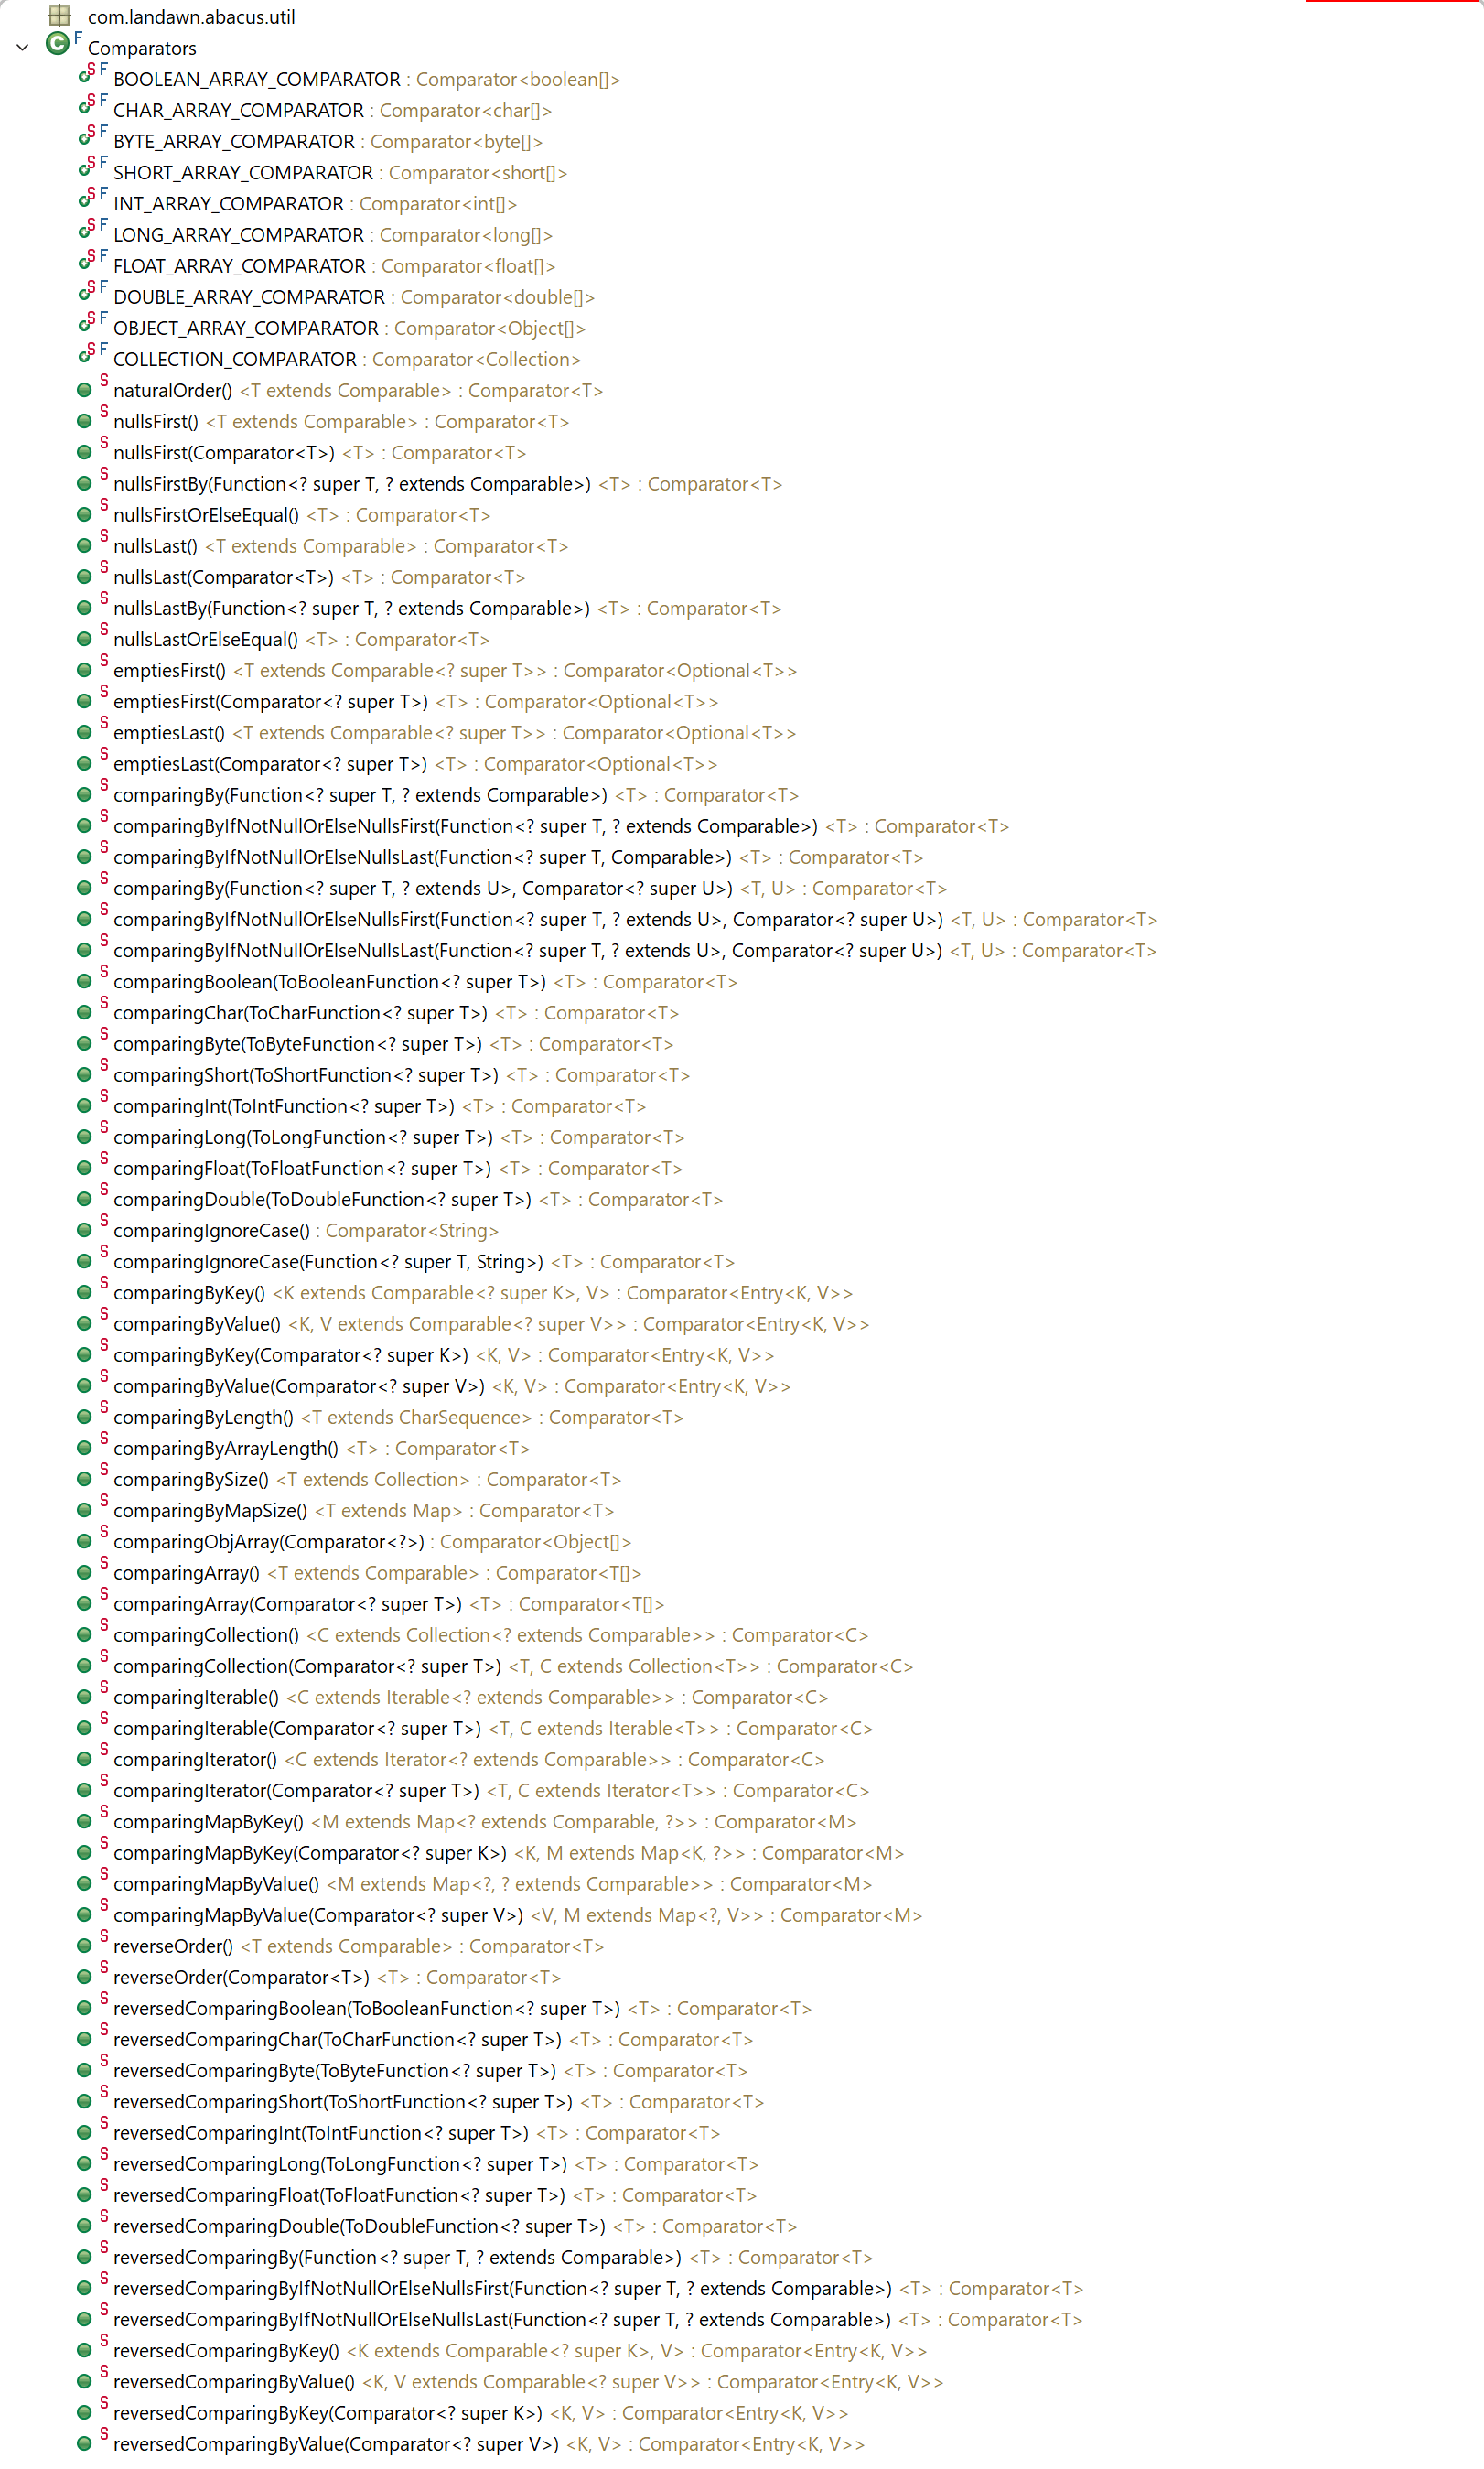 com.landawn.abacus.util
C F Comparators
S F BOOLEAN_ARRAY_COMPARATOR : Comparator<boolean[]>
S F CHAR_ARRAY_COMPARATOR : Comparator<char[]>
S F BYTE_ARRAY_COMPARATOR : Comparator<byte[]>
S F SHORT_ARRAY_COMPARATOR : Comparator<short[]>
S F INT_ARRAY_COMPARATOR : Comparator<int[]>
S F LONG_ARRAY_COMPARATOR : Comparator<long[]>
S F FLOAT_ARRAY_COMPARATOR : Comparator<float[]>
S F DOUBLE_ARRAY_COMPARATOR : Comparator<double[]>
S F OBJECT_ARRAY_COMPARATOR : Comparator<Object[]>
S F COLLECTION_COMPARATOR : Comparator<Collection>
S naturalOrder() <T extends Comparable> : Comparator<T>
S nullsFirst() <T extends Comparable> : Comparator<T>
S nullsFirst(Comparator<T>) <T> : Comparator<T>
S nullsFirstBy(Function<? super T, ? extends Comparable>) <T> : Comparator<T>
S nullsFirstOrElseEqual() <T> : Comparator<T>
S nullsLast() <T extends Comparable> : Comparator<T>
S nullsLast(Comparator<T>) <T> : Comparator<T>
S nullsLastBy(Function<? super T, ? extends Comparable>) <T> : Comparator<T>
S nullsLastOrElseEqual() <T> : Comparator<T>
S emptiesFirst() <T extends Comparable<? super T>> : Comparator<Optional<T>>
S emptiesFirst(Comparator<? super T>) <T> : Comparator<Optional<T>>
S emptiesLast() <T extends Comparable<? super T>> : Comparator<Optional<T>>
S emptiesLast(Comparator<? super T>) <T> : Comparator<Optional<T>>
S comparingBy(Function<? super T, ? extends Comparable>) <T> : Comparator<T>
S comparingByIfNotNullOrElseNullsFirst(Function<? super T, ? extends Comparable>) <T> : Comparator<T>
S comparingByIfNotNullOrElseNullsLast(Function<? super T, Comparable>) <T> : Comparator<T>
S comparingBy(Function<? super T, ? extends U>, Comparator<? super U>) <T, U> : Comparator<T>
S comparingByIfNotNullOrElseNullsFirst(Function<? super T, ? extends U>, Comparator<? super U>) <T, U> : Comparator<T>
S comparingByIfNotNullOrElseNullsLast(Function<? super T, ? extends U>, Comparator<? super U>) <T, U> : Comparator<T>
S comparingBoolean(ToBooleanFunction<? super T>) <T> : Comparator<T>
S comparingChar(ToCharFunction<? super T>) <T> : Comparator<T>
S comparingByte(ToByteFunction<? super T>) <T> : Comparator<T>
S comparingShort(ToShortFunction<? super T>) <T> : Comparator<T>
S comparingInt(ToIntFunction<? super T>) <T> : Comparator<T>
S comparingLong(ToLongFunction<? super T>) <T> : Comparator<T>
S comparingFloat(ToFloatFunction<? super T>) <T> : Comparator<T>
S comparingDouble(ToDoubleFunction<? super T>) <T> : Comparator<T>
S comparingIgnoreCase() : Comparator<String>
S comparingIgnoreCase(Function<? super T, String>) <T> : Comparator<T>
S comparingByKey() <K extends Comparable<? super K>, V> : Comparator<Entry<K, V>>
S comparingByValue() <K, V extends Comparable<? super V>> : Comparator<Entry<K, V>>
S comparingByKey(Comparator<? super K>) <K, V> : Comparator<Entry<K, V>>
S comparingByValue(Comparator<? super V>) <K, V> : Comparator<Entry<K, V>>
S comparingByLength() <T extends CharSequence> : Comparator<T>
S comparingByArrayLength() <T> : Comparator<T>
S comparingBySize() <T extends Collection> : Comparator<T>
S comparingByMapSize() <T extends Map> : Comparator<T>
S comparingObjArray(Comparator<?>) : Comparator<Object[]>
S comparingArray() <T extends Comparable> : Comparator<T[]>
S comparingArray(Comparator<? super T>) <T> : Comparator<T[]>
S comparingCollection() <C extends Collection<? extends Comparable>> : Comparator<C>
S comparingCollection(Comparator<? super T>) <T, C extends Collection<T>> : Comparator<C>
S comparingIterable() <C extends Iterable<? extends Comparable>> : Comparator<C>
S comparingIterable(Comparator<? super T>) <T, C extends Iterable<T>> : Comparator<C>
S comparingIterator() <C extends Iterator<? extends Comparable>> : Comparator<C>
S comparingIterator(Comparator<? super T>) <T, C extends Iterator<T>> : Comparator<C>
S comparingMapByKey() <M extends Map<? extends Comparable, ?>> : Comparator<M>
S comparingMapByKey(Comparator<? super K>) <K, M extends Map<K, ?>> : Comparator<M>
S comparingMapByValue() <M extends Map<?, ? extends Comparable>> : Comparator<M>
S comparingMapByValue(Comparator<? super V>) <V, M extends Map<?, V>> : Comparator<M>
S reverseOrder() <T extends Comparable> : Comparator<T>
S reverseOrder(Comparator<T>) <T> : Comparator<T>
S reversedComparingBoolean(ToBooleanFunction<? super T>) <T> : Comparator<T>
S reversedComparingChar(ToCharFunction<? super T>) <T> : Comparator<T>
S reversedComparingByte(ToByteFunction<? super T>) <T> : Comparator<T>
S reversedComparingShort(ToShortFunction<? super T>) <T> : Comparator<T>
S reversedComparingInt(ToIntFunction<? super T>) <T> : Comparator<T>
S reversedComparingLong(ToLongFunction<? super T>) <T> : Comparator<T>
S reversedComparingFloat(ToFloatFunction<? super T>) <T> : Comparator<T>
S reversedComparingDouble(ToDoubleFunction<? super T>) <T> : Comparator<T>
S reversedComparingBy(Function<? super T, ? extends Comparable>) <T> : Comparator<T>
S reversedComparingByIfNotNullOrElseNullsFirst(Function<? super T, ? extends Comparable>) <T> : Comparator<T>
S reversedComparingByIfNotNullOrElseNullsLast(Function<? super T, ? extends Comparable>) <T> : Comparator<T>
S reversedComparingByKey() <K extends Comparable<? super K>, V> : Comparator<Entry<K, V>>
S reversedComparingByValue() <K, V extends Comparable<? super V>> : Comparator<Entry<K, V>>
S reversedComparingByKey(Comparator<? super K>) <K, V> : Comparator<Entry<K, V>>
S reversedComparingByValue(Comparator<? super V>) <K, V> : Comparator<Entry<K, V>>